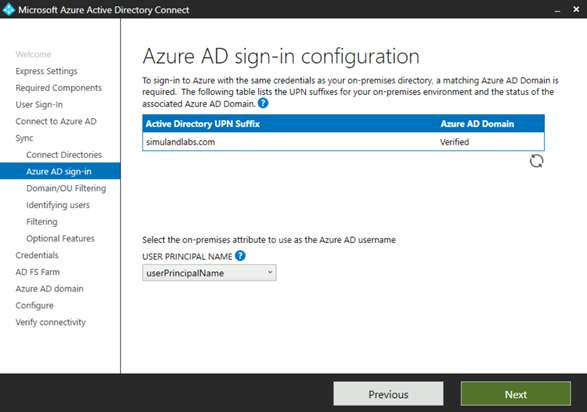 Microsoft Azure Active Directory Connect
Welcome
Express Settings
Required Components
User Sign-In
Connect to Azure AD
Sync
Connect Directories
Azure AD sign-in
Domain/OU Filtering
Identifying users
Filtering
Optional Features
Credentials
AD FS Farm
Azure AD domain
Configure
Verify connectivity
Azure AD sign-in configuration
To sign-in to Azure with the same credentials as your on-premises directory, a matching Azure AD Domain is
required. The following table lists the UPN suffixes for your on-premises environment and the status of the
associated Azure AD Domain. ?
Active Directory UPN Suffix Azure AD Domain
simulandlabs.com Verified
Select the on-premises attribute to use as the Azure AD username
USER PRINCIPAL NAME ?
userPrincipalName
Previous Next